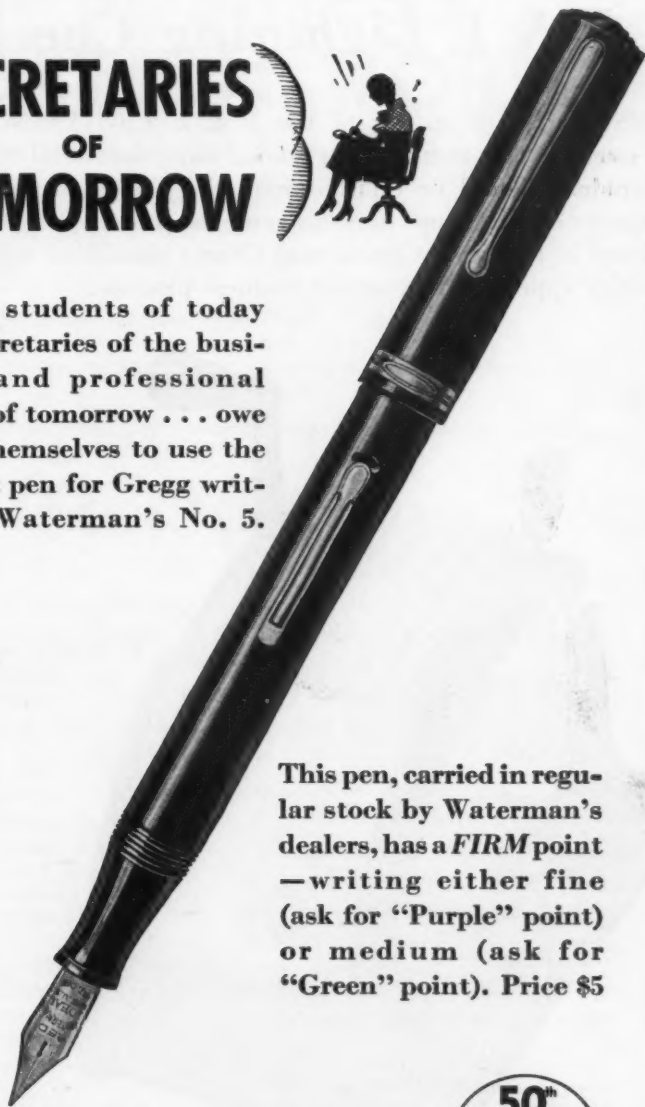 CRETARIES
OF
MORROW
students of today
retaries of the busi-
and professional
of tomorrow . . . owe
hemselves to use the
pen for Gregg writ-
Waterman's No. 5.
This pen, carried in regu-
lar stock by Waterman's
dealers, has a FIRM point
—writing either fine
(ask for “Purple” point)
or medium (ask for
“Green” point). Price $5
50th